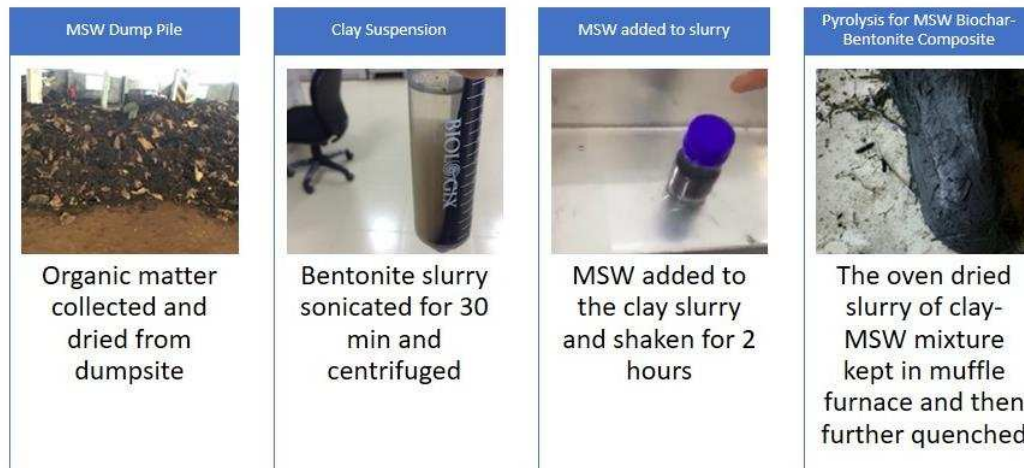 MSW Dump Pile
Organic matter
collected and
dried from
dumpsite
Clay Suspension
BIOLOGIX
Bentonite slurry
sonicated for 30
min and
centrifuged
MSW added to slurry
MSW added to
the clay slurry
and shaken for 2
hours
Pyrolysis for MSW Biochar-
Bentonite Composite
The oven dried
slurry of clay-
MSW mixture
kept in muffle
furnace and then
further quenched